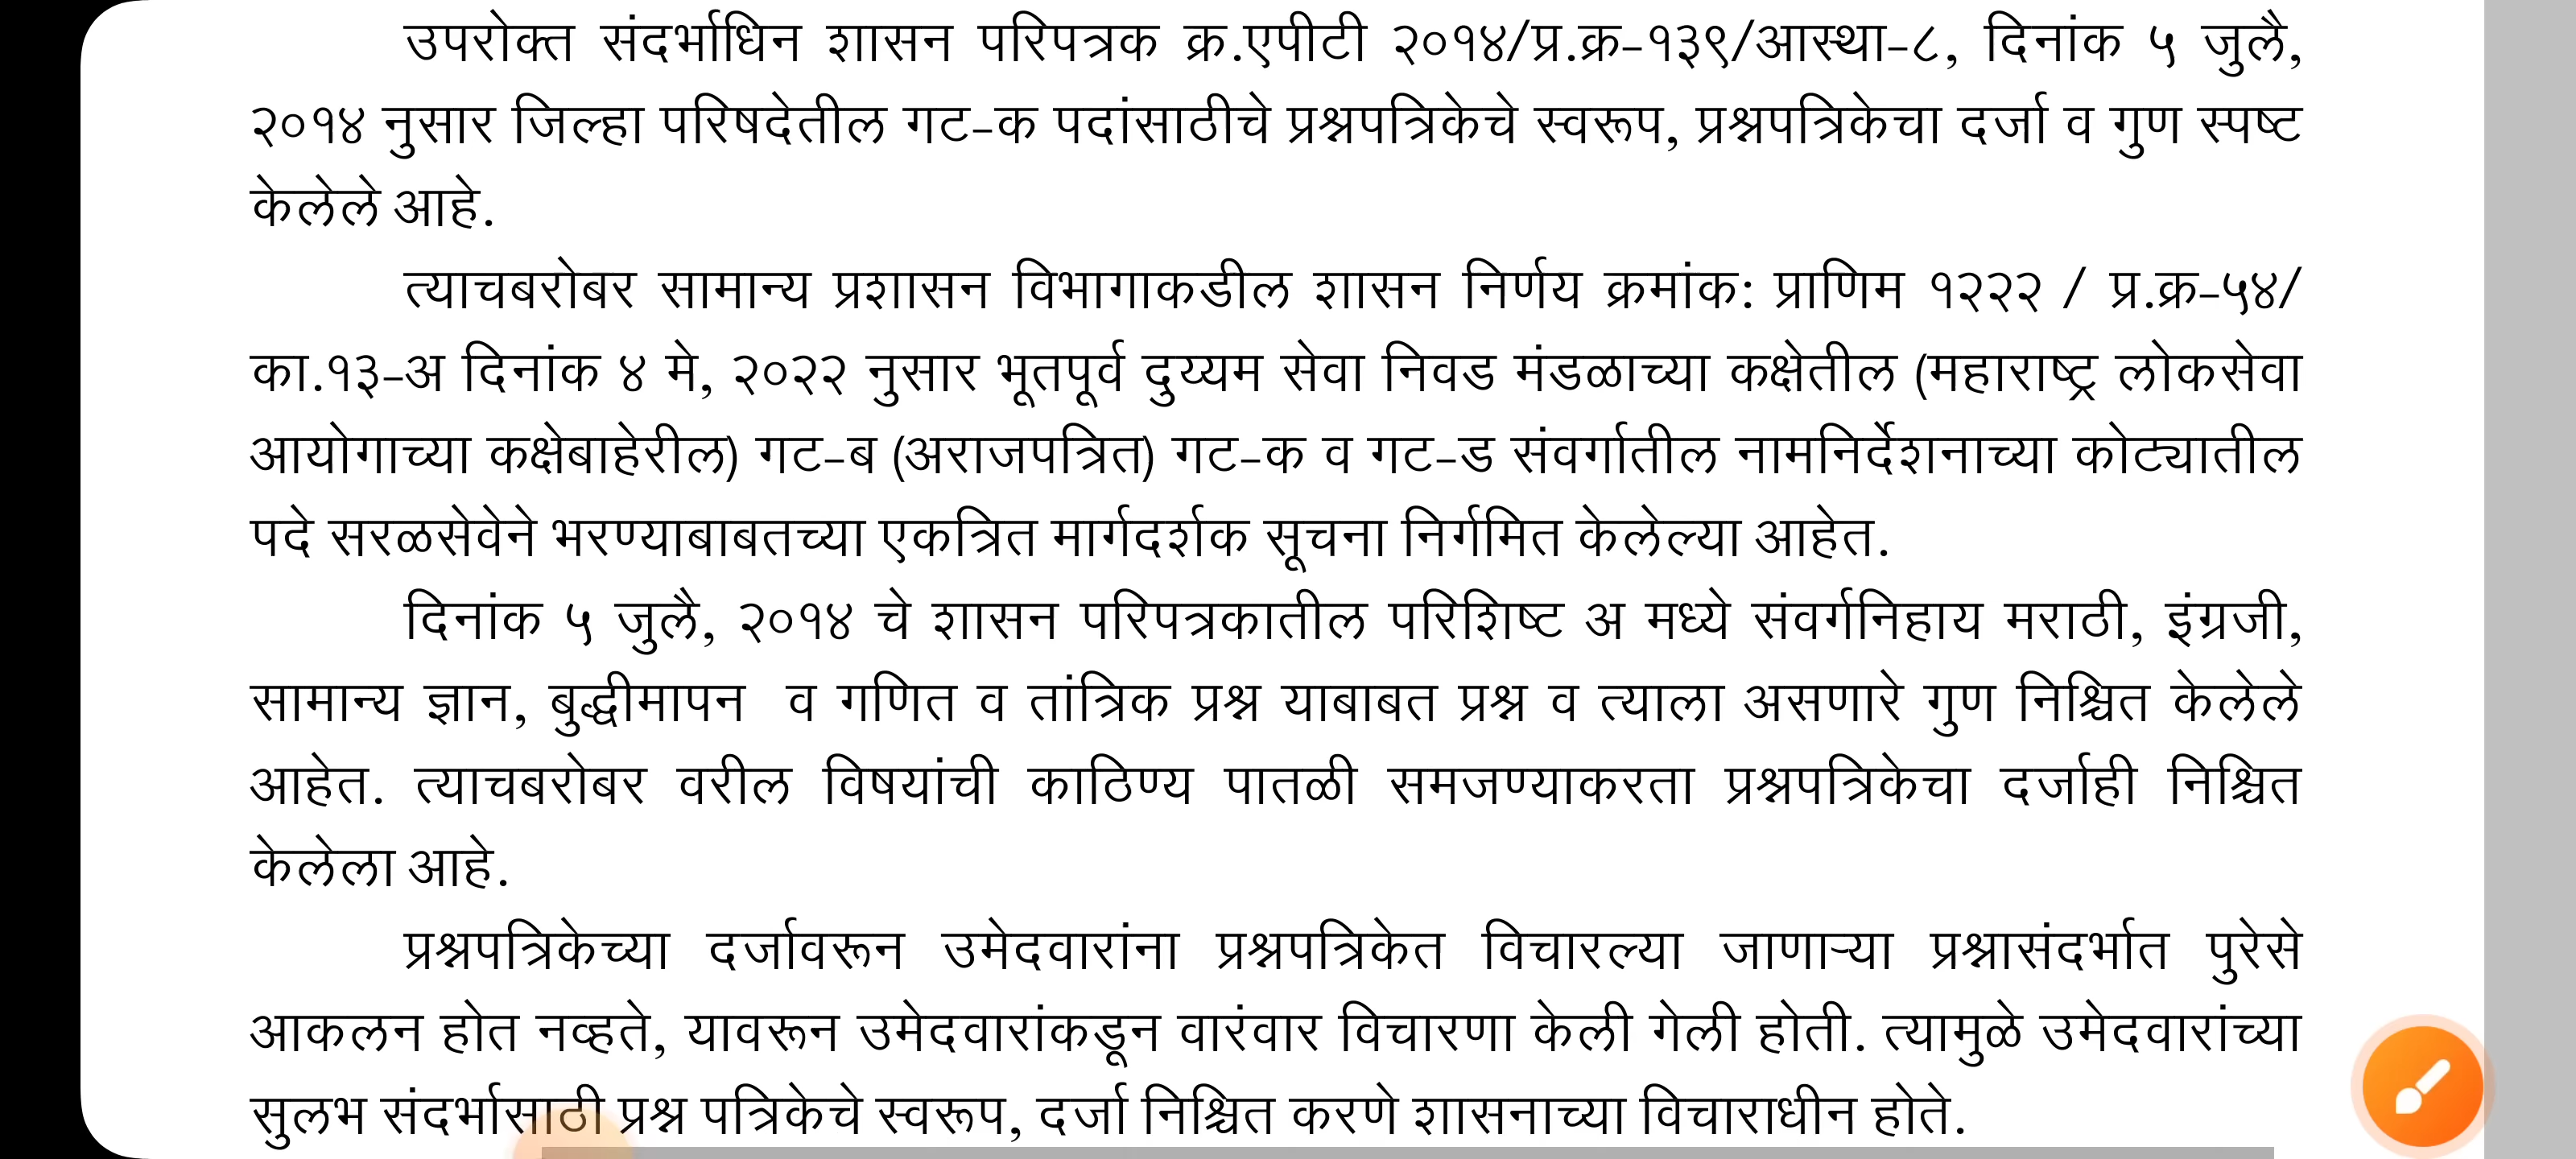 उपरोक्त संदर्भाधिन शासन परिपत्रक क्र.एपीटी २०१४/प्र.क्र-१३९/आस्था-८, दिनांक ५ जुलै,
२०१४ नुसार जिल्हा परिषदेतील गट-क पदांसाठीचे प्रश्नपत्रिकेचे स्वरूप, प्रश्नपत्रिकेचा दर्जा व गुण स्पष्ट
केलेले आहे.
त्याचबरोबर सामान्य प्रशासन विभागाकडील शासन निर्णय क्रमांक: प्राणिम १२२२ / प्र.क्र-५४/
का.१३-अ दिनांक ४ मे, २०२२ नुसार भूतपूर्व दुय्यम सेवा निवड मंडळाच्या कक्षेतील (महाराष्ट्र लोकसेवा
आयोगाच्या कक्षेबाहेरील) गट-ब (अराजपत्रित) गट-क व गट-ड संवर्गातील नामनिर्देशनाच्या कोट्यातील
पदे सरळसेवेने भरण्याबाबतच्या एकत्रित मार्गदर्शक सूचना निर्गमित केलेल्या आहेत.
दिनांक ५ जुलै, २०१४ चे शासन परिपत्रकातील परिशिष्ट अ मध्ये संवर्गनिहाय मराठी, इंग्रजी,
सामान्य ज्ञान, बुद्धीमापन व गणित व तांत्रिक प्रश्न याबाबत प्रश्न व त्याला असणारे गुण निश्चित केलेले
आहेत. त्याचबरोबर वरील विषयांची काठिण्य पातळी समजण्याकरता प्रश्नपत्रिकेचा दर्जाही निश्चित
केलेला आहे.
प्रश्नपत्रिकेच्या दर्जावरून उमेदवारांना प्रश्नपत्रिकेत विचारल्या जाणाऱ्या प्रश्नासंदर्भात पुरेसे
आकलन होत नव्हते, यावरून उमेदवारांकडून वारंवार विचारणा केली गेली होती. त्यामुळे उमेदवारांच्या
सुलभ संदर्भासाठी प्रश्न पत्रिकेचे स्वरूप, दर्जा निश्चित करणे शासनाच्या विचाराधीन होते.